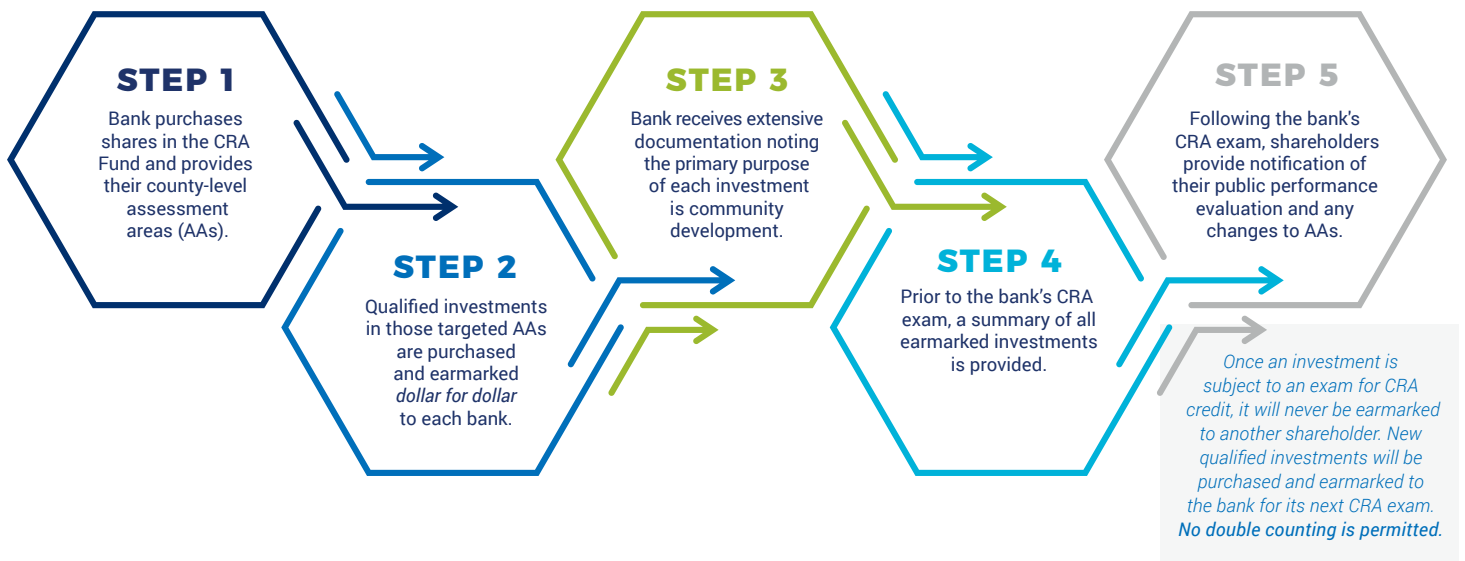 STEP 1
Bank purchases
shares in the CRA
Fund and provides
their county-level
assessment
areas (AAs).
STEP 2
Qualified investments
in those targeted AAs
are purchased
and earmarked
dollar for dollar
to each bank.
STEP 3
Bank receives extensive
documentation noting
the primary purpose
of each investment
is community
development.
STEP 4
Prior to the bank's CRA
exam, a summary of all
earmarked investments
is provided.
STEP 5
Following the bank's
CRA exam, shareholders
provide notification of
their public performance
evaluation and any
changes to AAs.
Once an investment is
subject to an exam for CRA
credit, it will never be earmarked
to another shareholder. New
qualified investments will be
purchased and earmarked to
the bank for its next CRA exam.
No double counting is permitted.